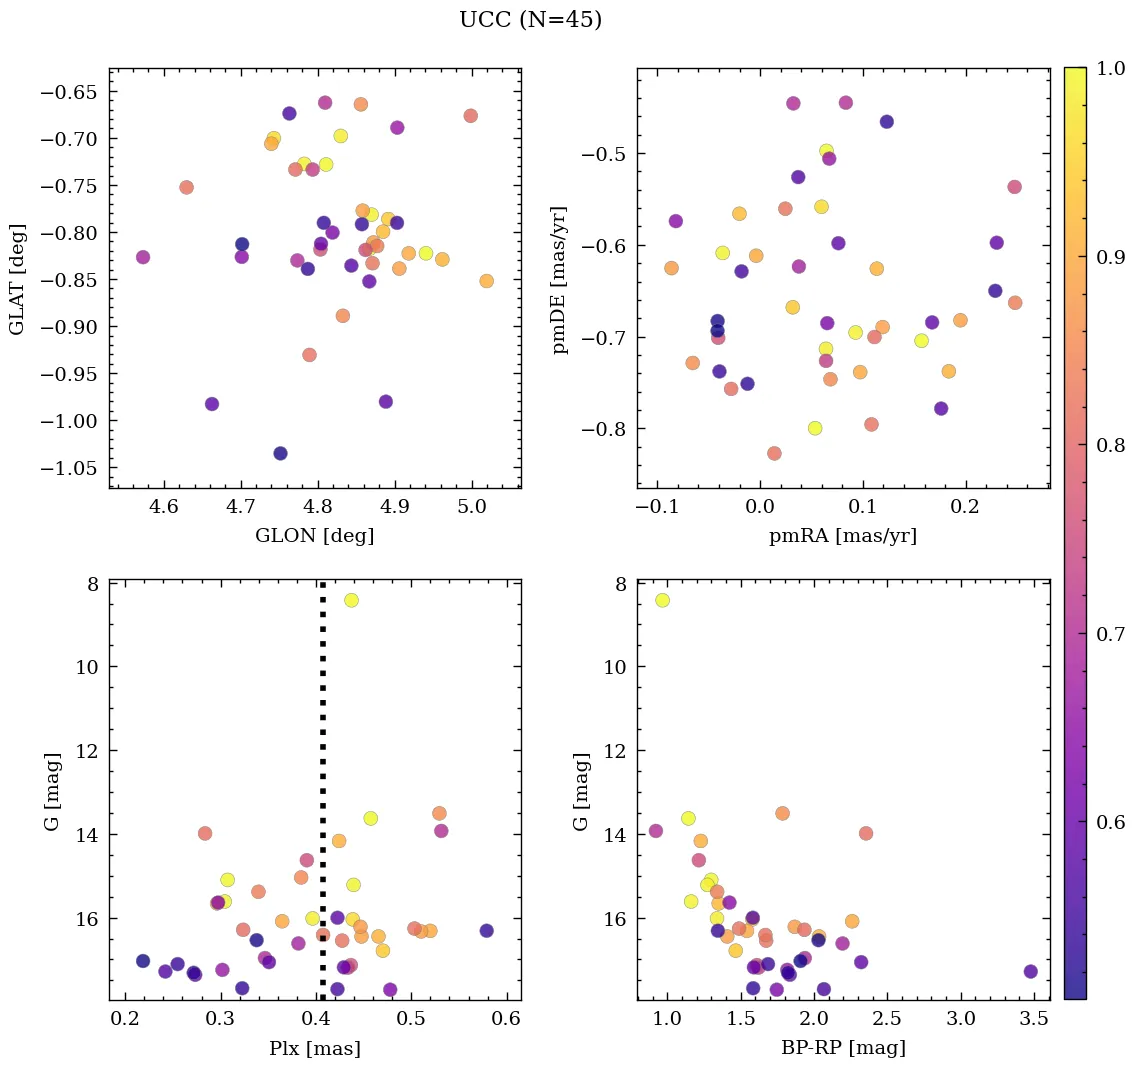 UCC (N=45)
−0.65
−0.70
−0.75
−0.80
−0.85
−0.90
−0.95
−1.00
−1.05
GLAT [deg]
4.6 4.7 4.8 4.9 5.0
GLON [deg]
−0.5
−0.6
−0.7
−0.8
pmDE [mas/yr]
−0.1 0.0 0.1 0.2
pmRA [mas/yr]
8
10
12
14
16
G [mag]
0.2 0.3 0.4 0.5 0.6
Plx [mas]
8
10
12
14
16
G [mag]
1.0 1.5 2.0 2.5 3.0 3.5
BP-RP [mag]
1.0
0.9
0.8
0.7
0.6